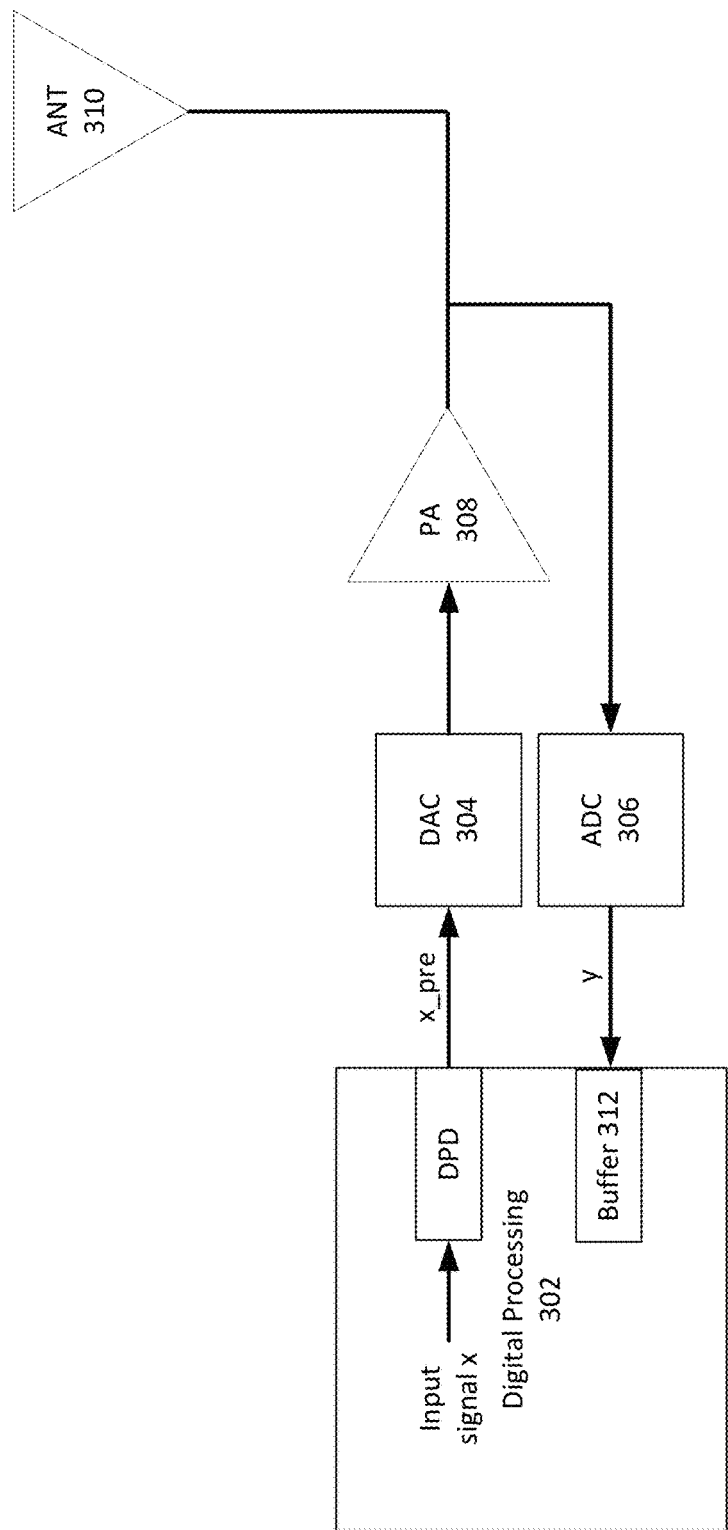 Input
signal x
DPD
Digital Processing
302
Buffer 312
x_pre
y
DAC
304
ADC
306
PA
308
ANT
310